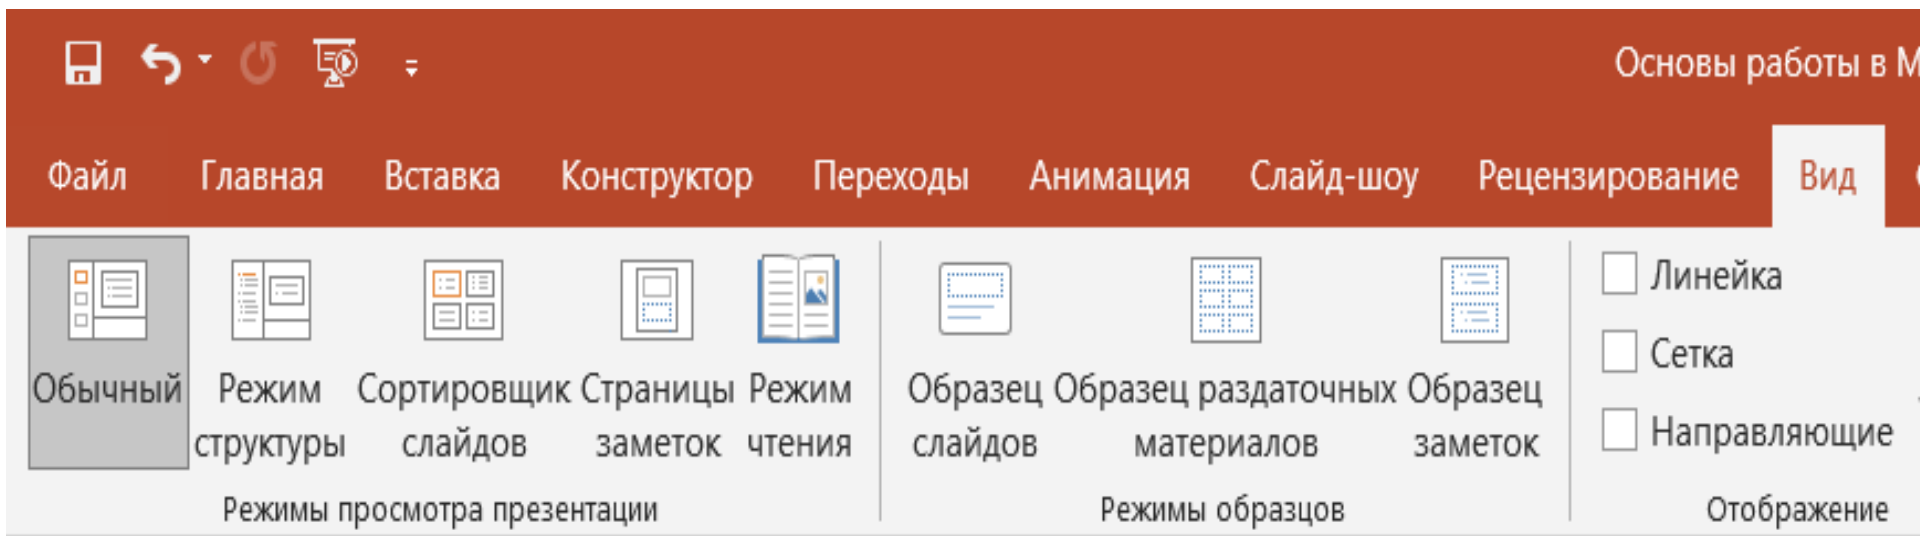 Основы работы в M
Файл Главная Вставка Конструктор Переходы Анимация Слайд-шоу Рецензирование Вид
Обычный
Режим
структуры
Сортировщик
слайдов
Страницы
заметок
Режим
чтения
Режимы просмотра презентации
Образец
слайдов
Образец раздаточных
материалов
Образец
заметок
Режимы образцов
Линейка
Сетка
Направляющие
Отображение